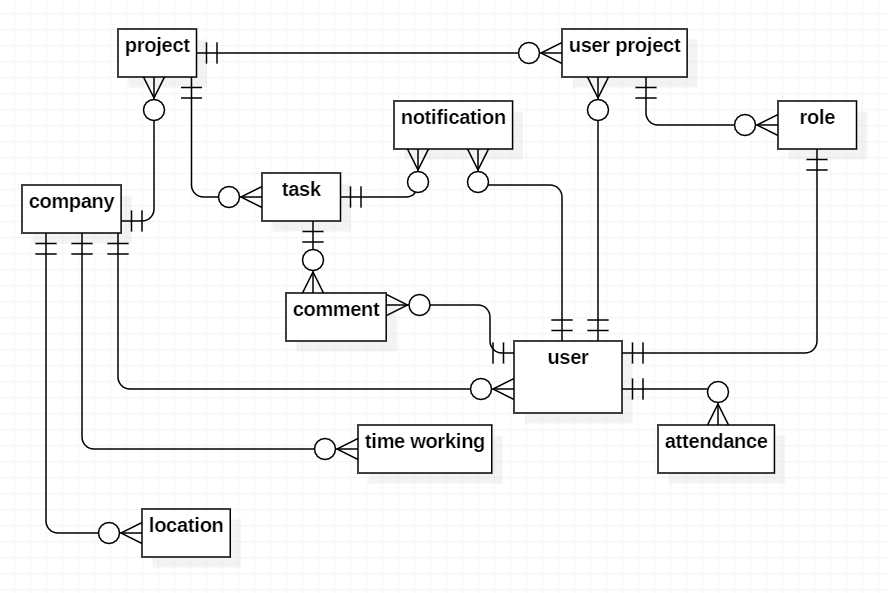 project
user project
notification
role
task
company
comment
user
time working
attendance
location